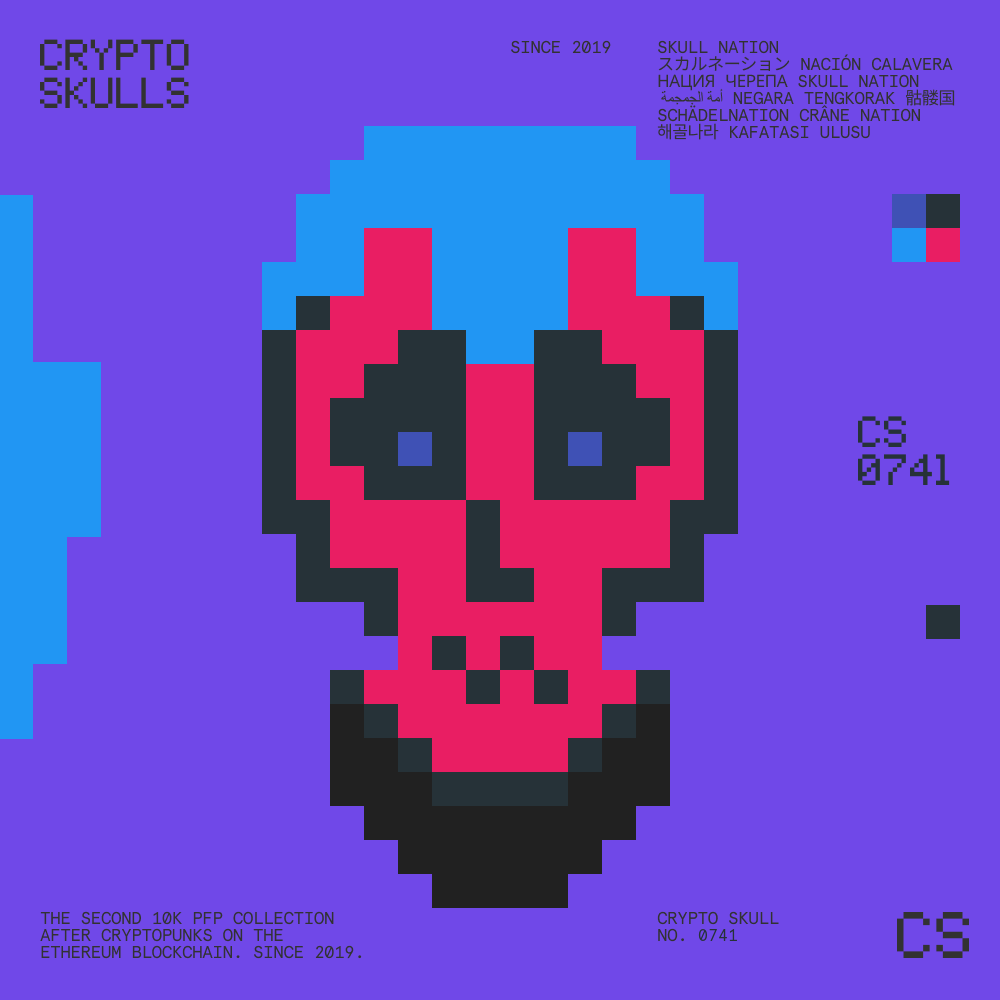 CRYPTO
SKULLS
SINCE 2019
SKULL NATION
スカルネーション NACIÓN CALAVERA
НАЦИЯ ЧЕРЕПА SKULL NATION
أمة الجمجمة NEGARA TENGKORAK 骷髅国
SCHÄDELNATION CRÂNE NATION
해골나라 KAFATASI ULUSU
CS
0741
THE SECOND 10K PFP COLLECTION
AFTER CRYPTOPUNKS ON THE
ETHEREUM BLOCKCHAIN. SINCE 2019.
CRYPTO SKULL
NO. 0741
CS